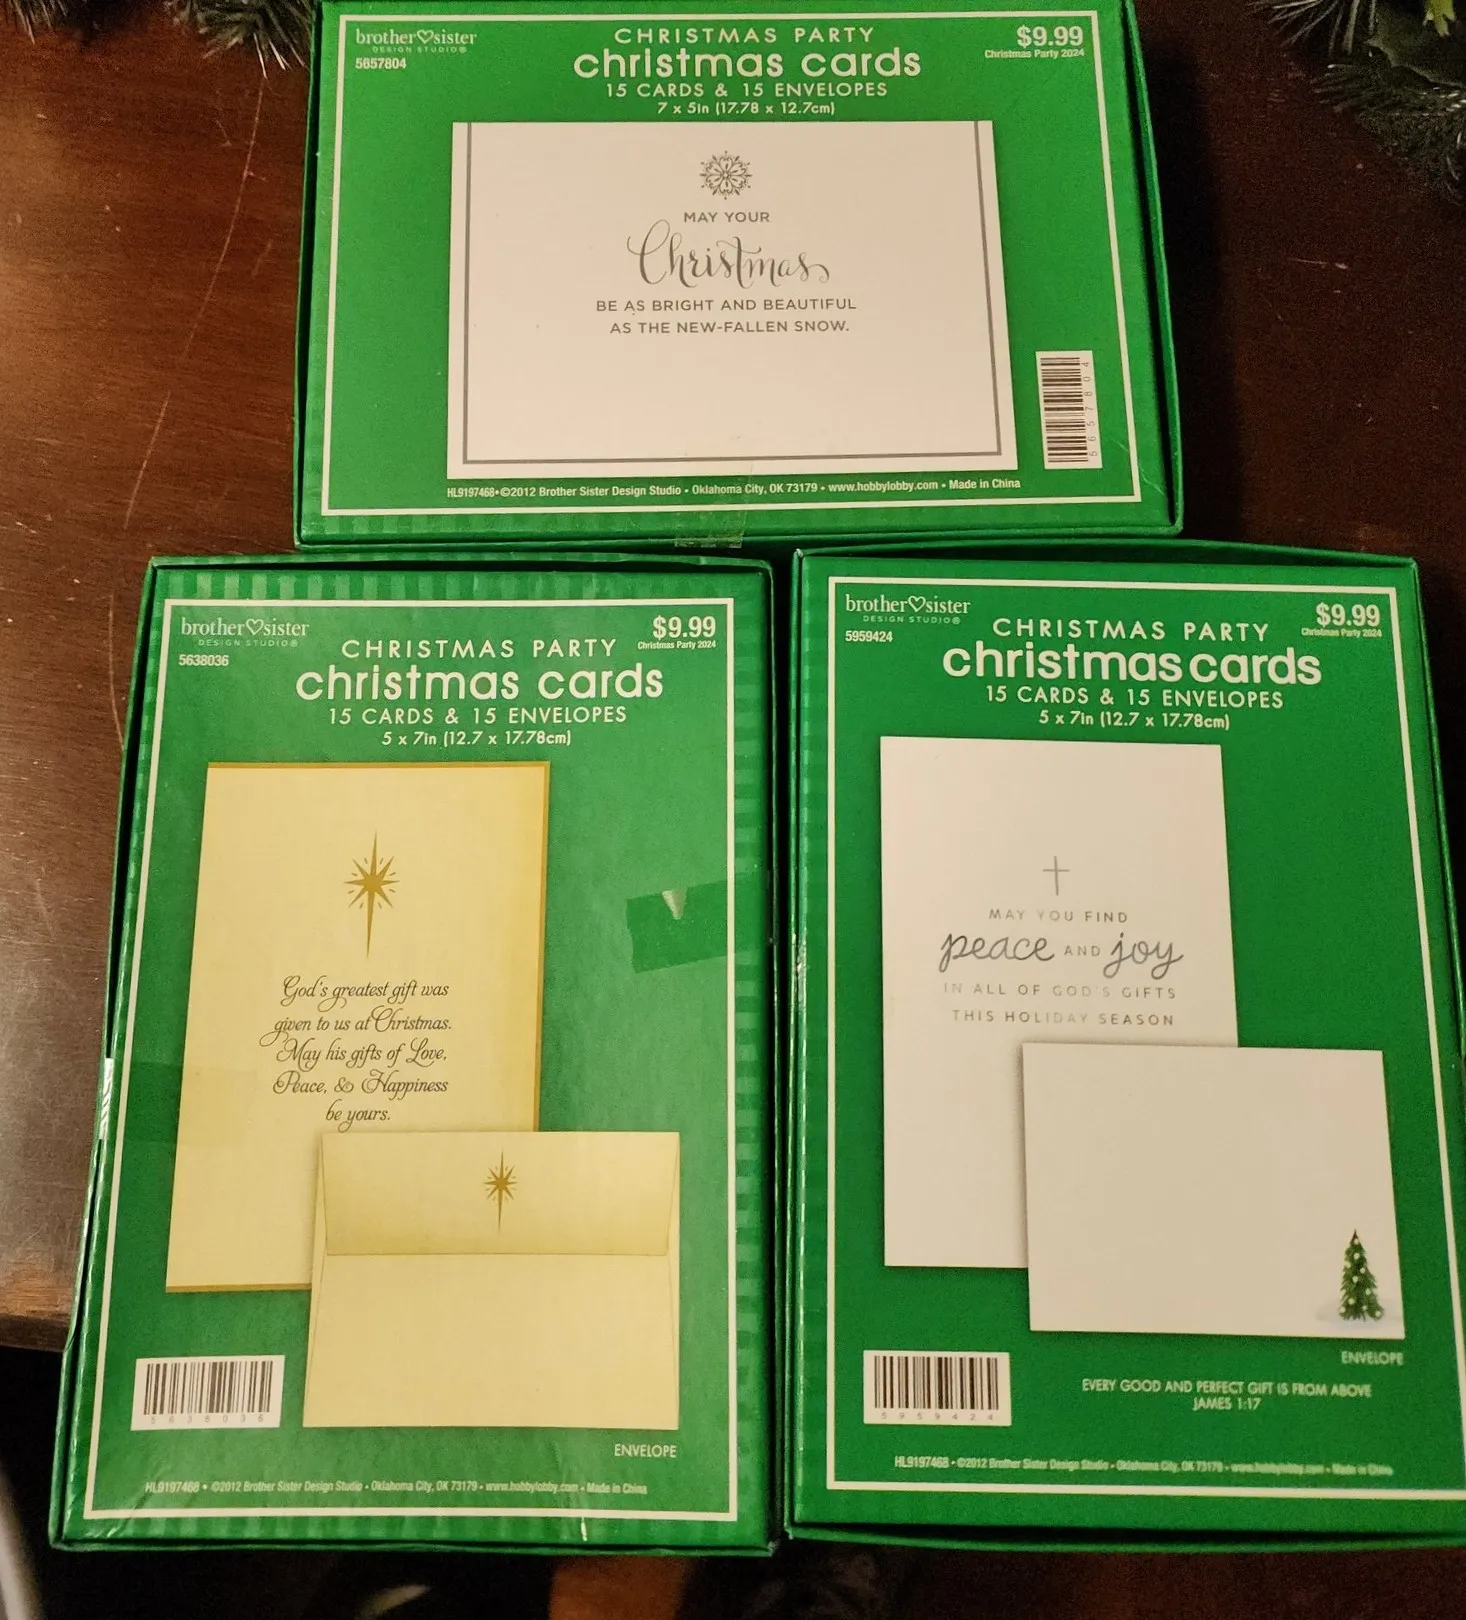 brother♡sister
DESIGN STUDIO®
5657804
CHRISTMAS PARTY
christmas cards
15 CARDS & 15 ENVELOPES
7 x 5in (17.78 x 12.7cm)
$9.99
Christmas Party 2024
MAY YOUR
Christmas
BE AS BRIGHT AND BEAUTIFUL
AS THE NEW-FALLEN SNOW.
5657804
HL9197468•©2012 Brother Sister Design Studio • Oklahoma City, OK 73179 • www.hobbylobby.com • Made in China
brother♡sister
DESIGN STUDIO®
5638036
CHRISTMAS PARTY
christmas cards
15 CARDS & 15 ENVELOPES
5 x 7in (12.7 x 17.78cm)
$9.99
Christmas Party 2024
God's greatest gift was
given to us at Christmas.
May his gifts of Love,
Peace, & Happiness
be yours.
5638036
ENVELOPE
HL9197468 • ©2012 Brother Sister Design Studio • Oklahoma City, OK 73179 • www.hobbylobby.com • Made in China
brother♡sister
DESIGN STUDIO®
5959424
CHRISTMAS PARTY
christmas cards
15 CARDS & 15 ENVELOPES
5 x 7in (12.7 x 17.78cm)
$9.99
Christmas Party 2024
MAY YOU FIND
peace AND joy
IN ALL OF GOD'S GIFTS
THIS HOLIDAY SEASON
ENVELOPE
EVERY GOOD AND PERFECT GIFT IS FROM ABOVE
JAMES 1:17
5959424
HL9197468 • ©2012 Brother Sister Design Studio • Oklahoma City, OK 73179 • www.hobbylobby.com • Made in China